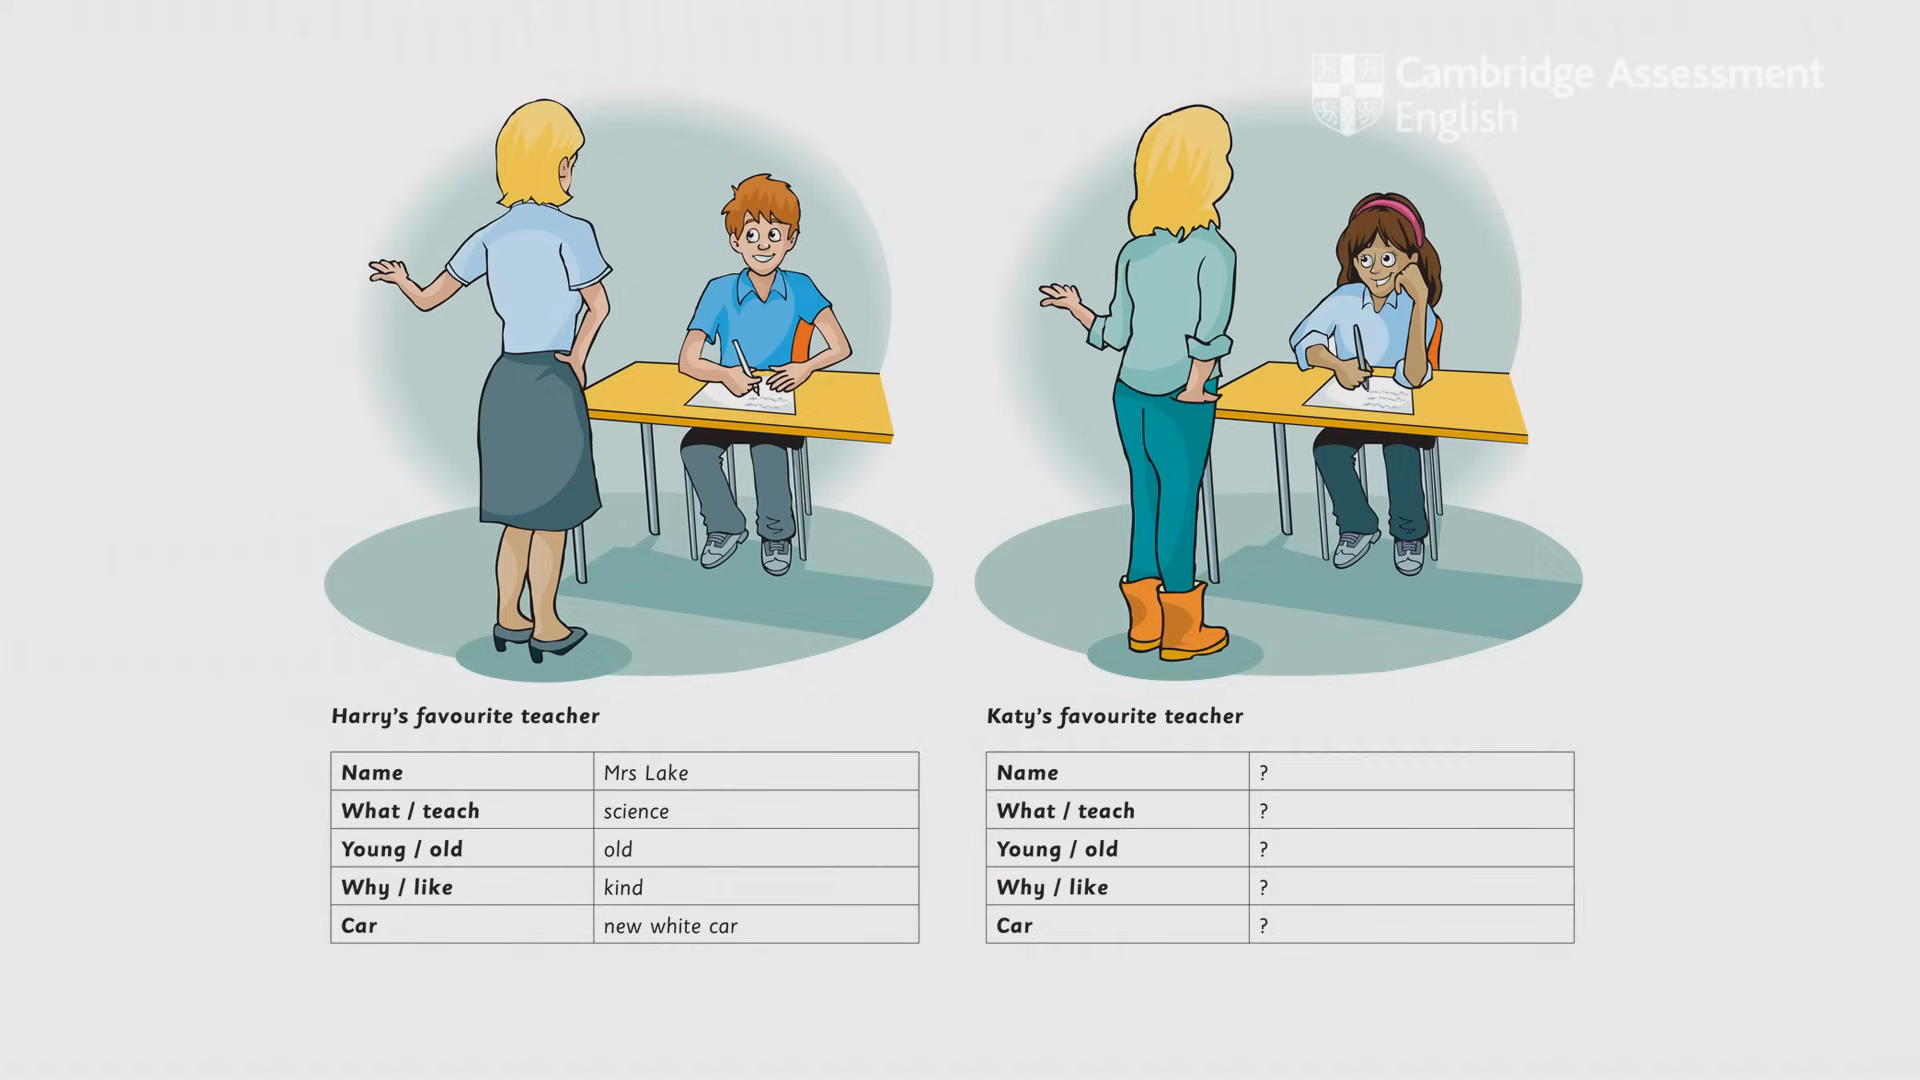 Cambridge Assessment
English
Harry's favourite teacher
Name Mrs Lake
What / teach science
Young / old old
Why / like kind
Car new white car
Katy's favourite teacher
Name ?
What / teach ?
Young / old ?
Why / like ?
Car ?